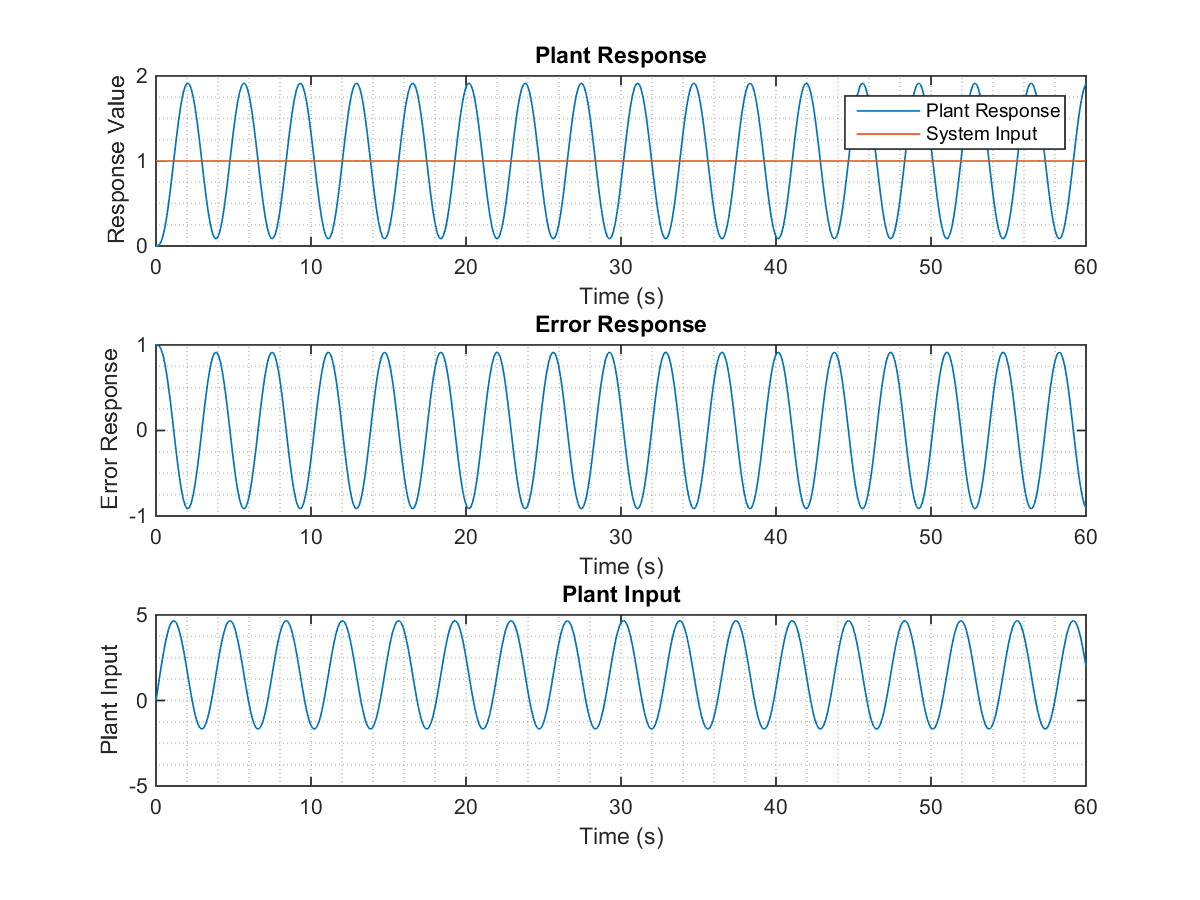 Plant Response
Response Value
2
1
0
Plant Response
System Input
0 10 20 30 40 50 60
Time (s)
Error Response
Error Response
1
0
-1
0 10 20 30 40 50 60
Time (s)
Plant Input
Plant Input
5
0
-5
0 10 20 30 40 50 60
Time (s)